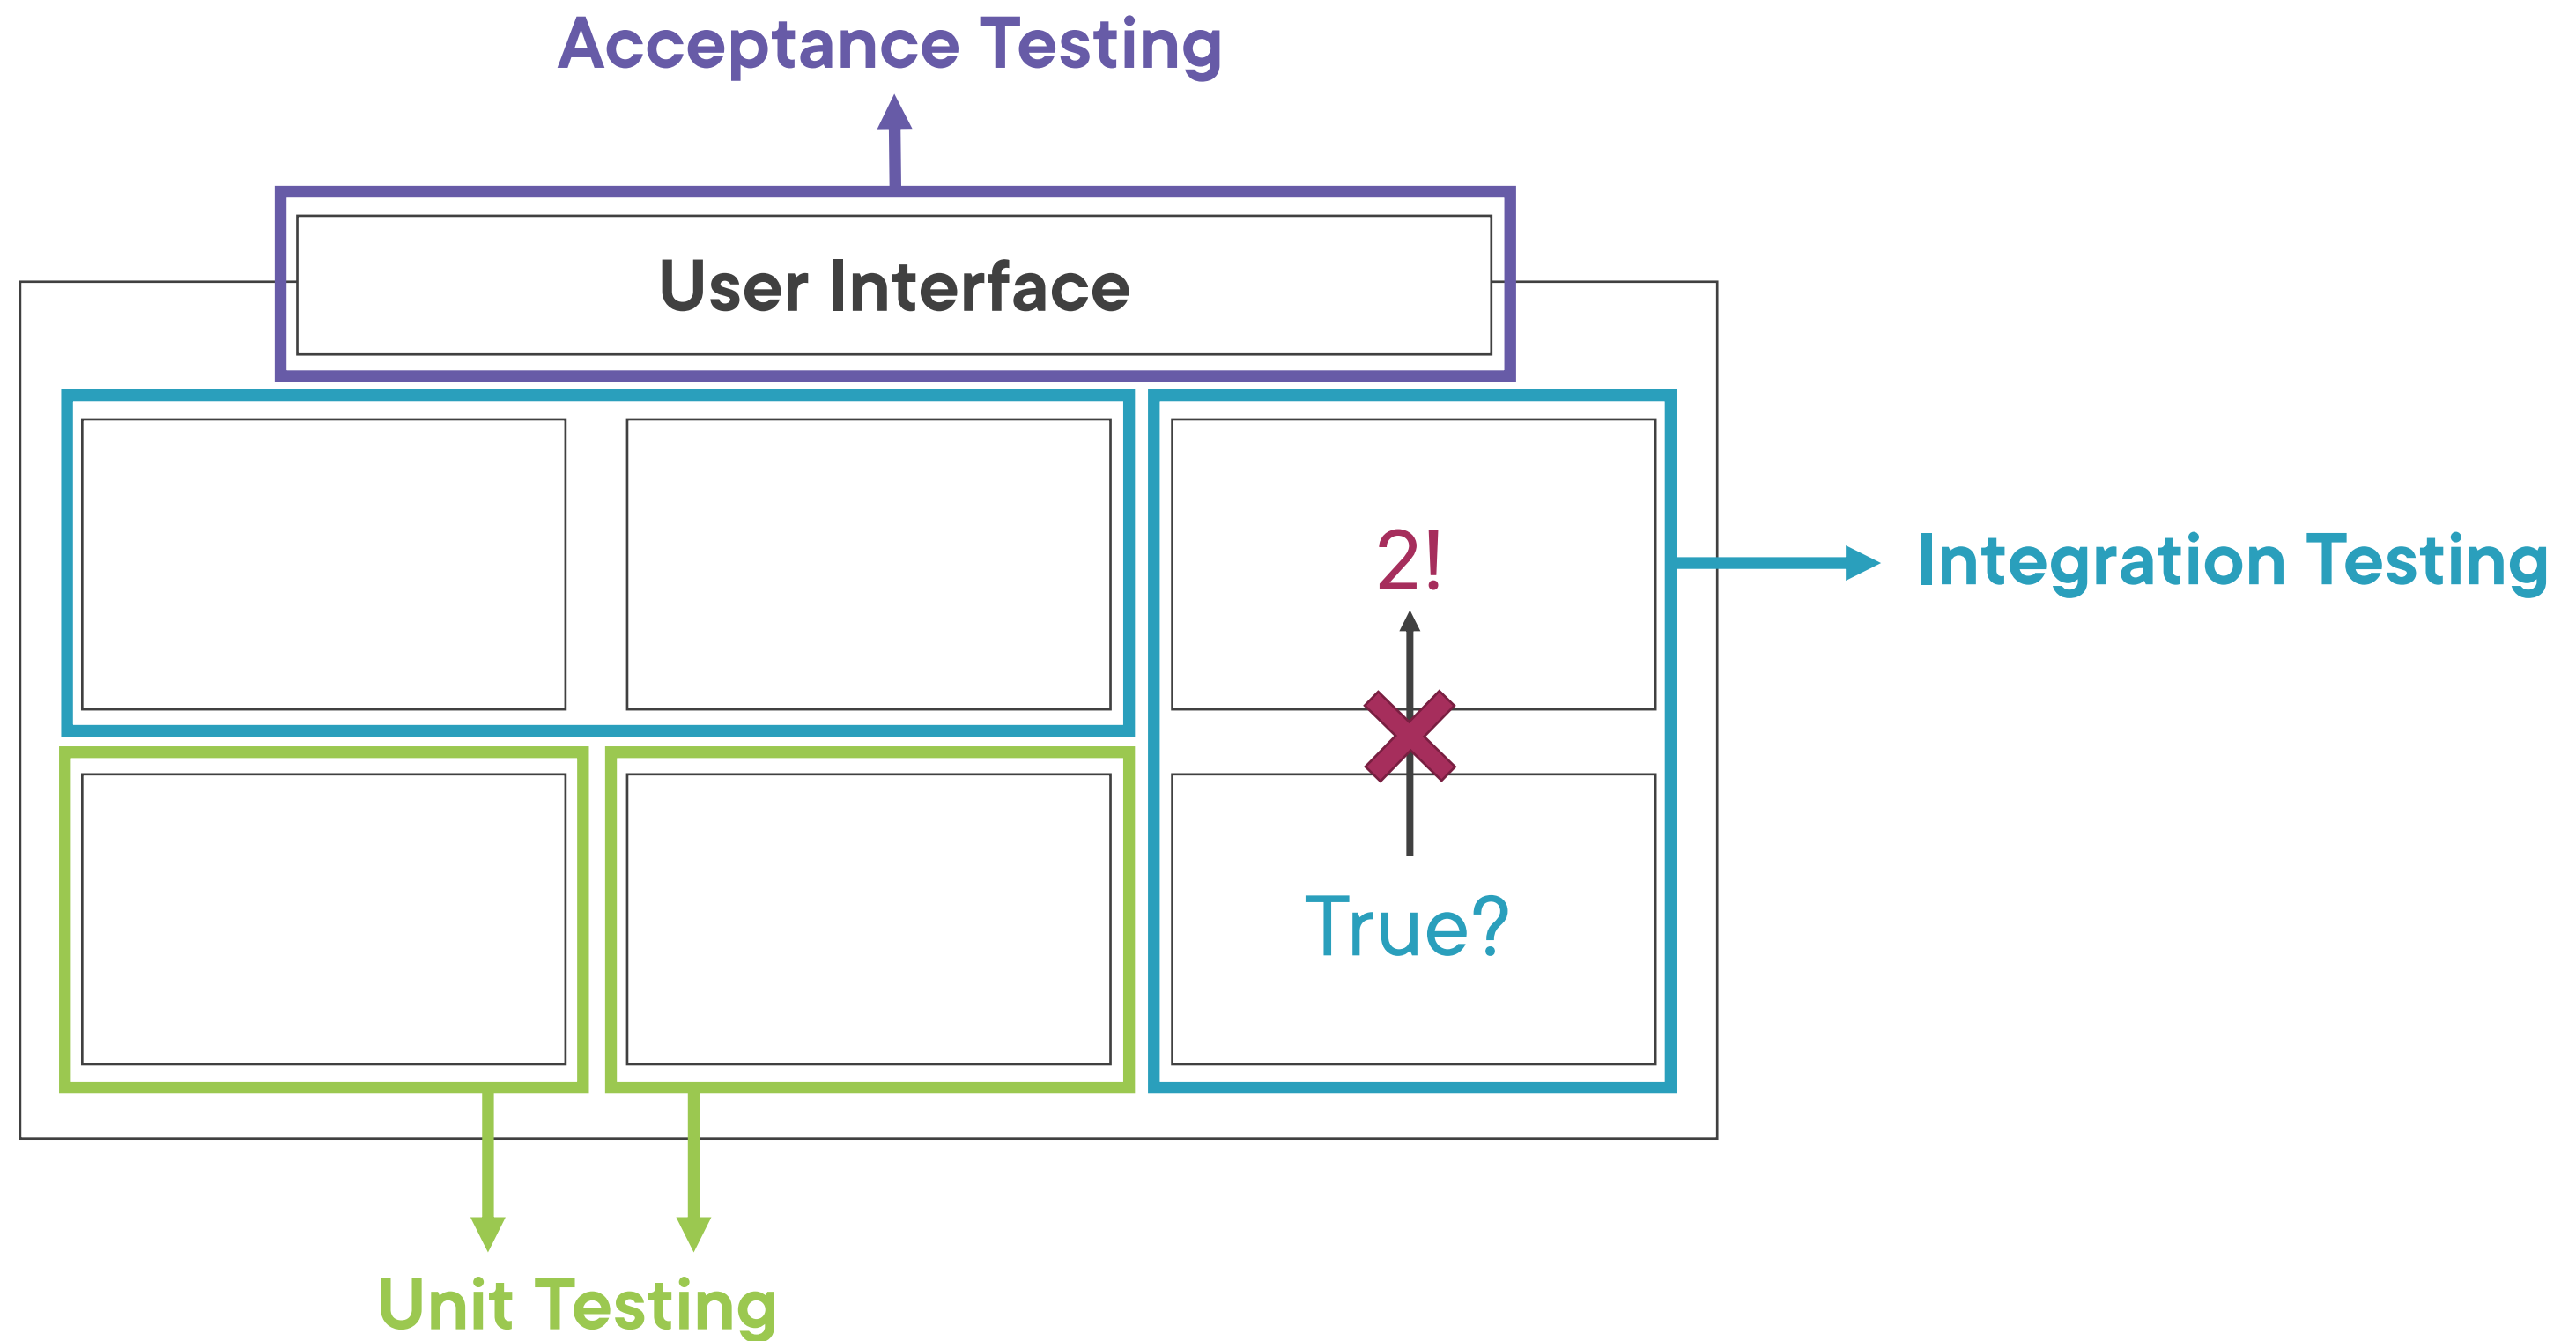 Acceptance Testing
User Interface
2!
Integration Testing
True?
Unit Testing